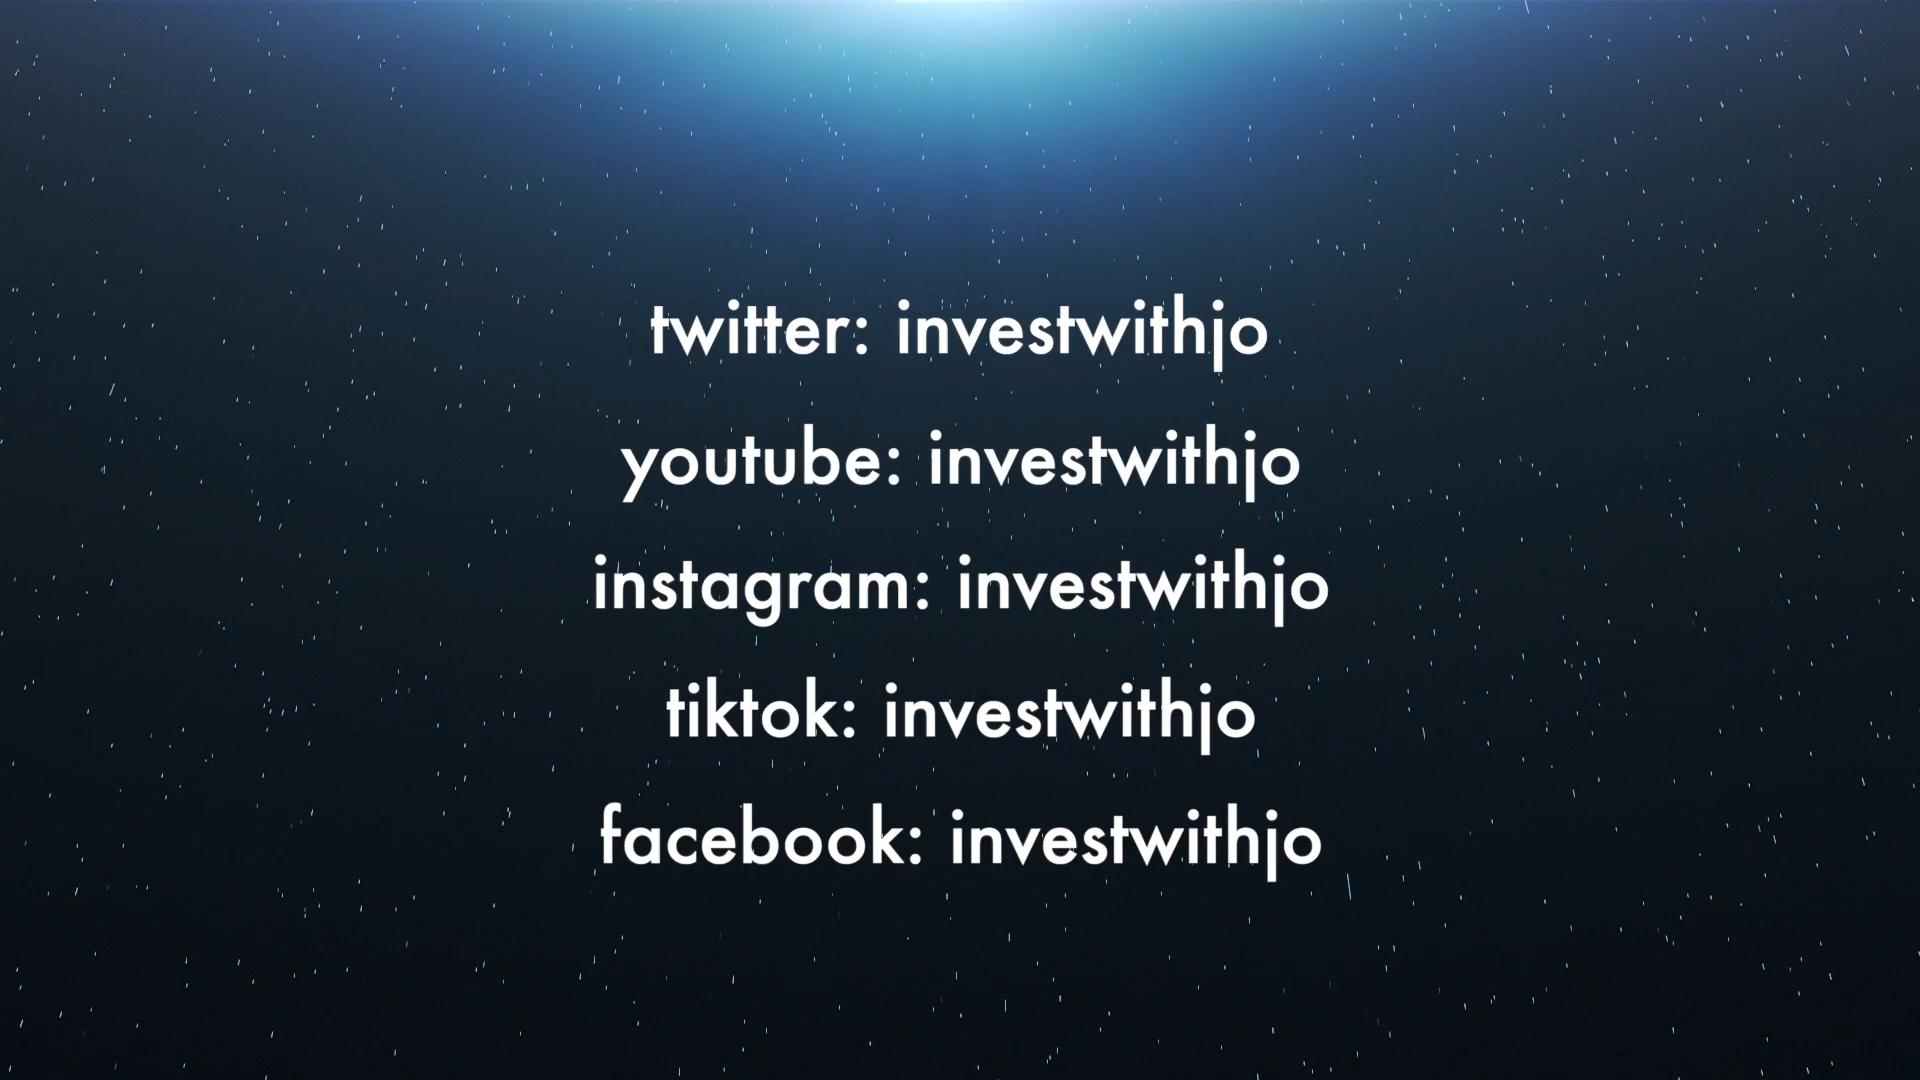 twitter: investwithjo
youtube: investwithjo
instagram: investwithjo
tiktok: investwithjo
facebook: investwithjo